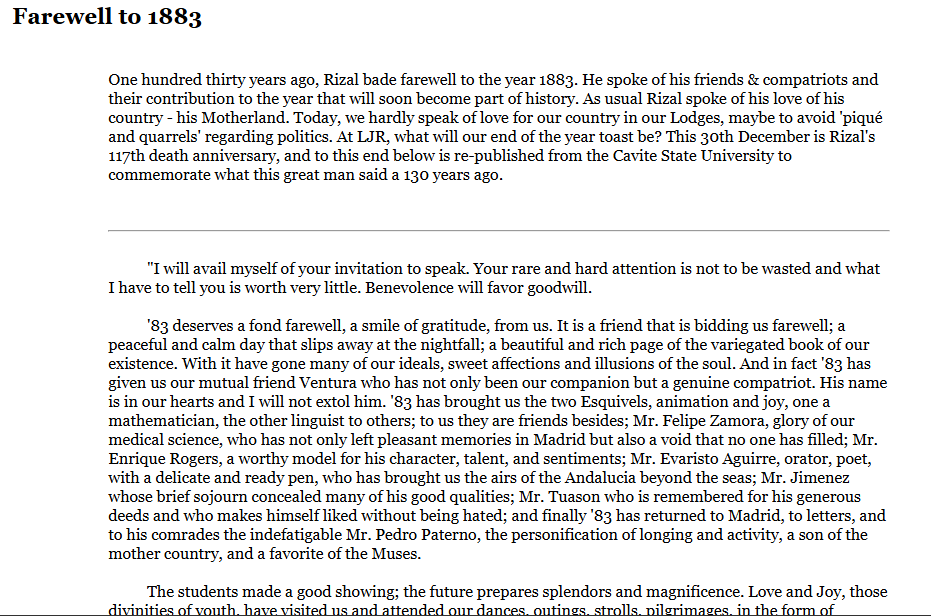 Farewell to 1883
One hundred thirty years ago, Rizal bade farewell to the year 1883. He spoke of his friends & compatriots and
their contribution to the year that will soon become part of history. As usual Rizal spoke of his love of his
country - his Motherland. Today, we hardly speak of love for our country in our Lodges, maybe to avoid 'piqué
and quarrels' regarding politics. At LJR, what will our end of the year toast be? This 30th December is Rizal's
117th death anniversary, and to this end below is re-published from the Cavite State University to
commemorate what this great man said a 130 years ago.
"I will avail myself of your invitation to speak. Your rare and hard attention is not to be wasted and what
I have to tell you is worth very little. Benevolence will favor goodwill.
'83 deserves a fond farewell, a smile of gratitude, from us. It is a friend that is bidding us farewell; a
peaceful and calm day that slips away at the nightfall; a beautiful and rich page of the variegated book of our
existence. With it have gone many of our ideals, sweet affections and illusions of the soul. And in fact '83 has
given us our mutual friend Ventura who has not only been our companion but a genuine compatriot. His name
is in our hearts and I will not extol him. '83 has brought us the two Esquivels, animation and joy, one a
mathematician, the other linguist to others; to us they are friends besides; Mr. Felipe Zamora, glory of our
medical science, who has not only left pleasant memories in Madrid but also a void that no one has filled; Mr.
Enrique Rogers, a worthy model for his character, talent, and sentiments; Mr. Evaristo Aguirre, orator, poet,
with a delicate and ready pen, who has brought us the airs of the Andalucia beyond the seas; Mr. Jimenez
whose brief sojourn concealed many of his good qualities; Mr. Tuason who is remembered for his generous
deeds and who makes himself liked without being hated; and finally '83 has returned to Madrid, to letters, and
to his comrades the indefatigable Mr. Pedro Paterno, the personification of longing and activity, a son of the
mother country, and a favorite of the Muses.
The students made a good showing; the future prepares splendors and magnificence. Love and Joy, those
divinities of youth, have visited us and attended our dances, outings, strolls, pilgrimages, in the form of